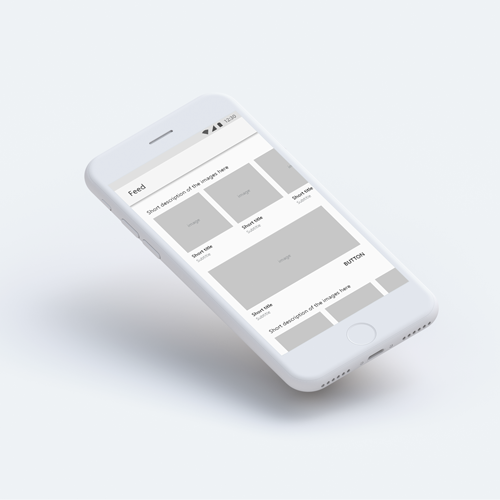 12:30
Feed
Short description of the images here
Image
Image
Short title
Subtitle
Short title
Subtitle
Short title
Subtitle
Image
Short title
Subtitle
BUTTON
Short description of the images here